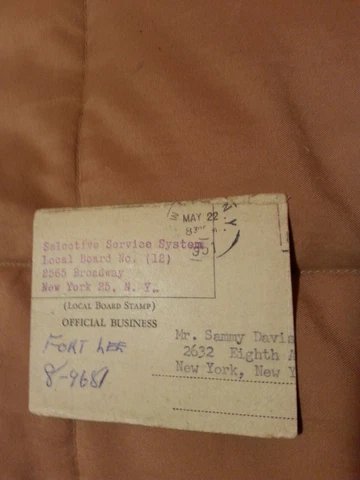 MAY 22
N. Y.
Selective Service System
Local Board No. (12)
2565 Broadway
New York 25, N. Y.
(LOCAL BOARD STAMP)
OFFICIAL BUSINESS
FORT LEE
8-9681
Mr. Sammy Davis
2632 Eighth A
New York, New Y